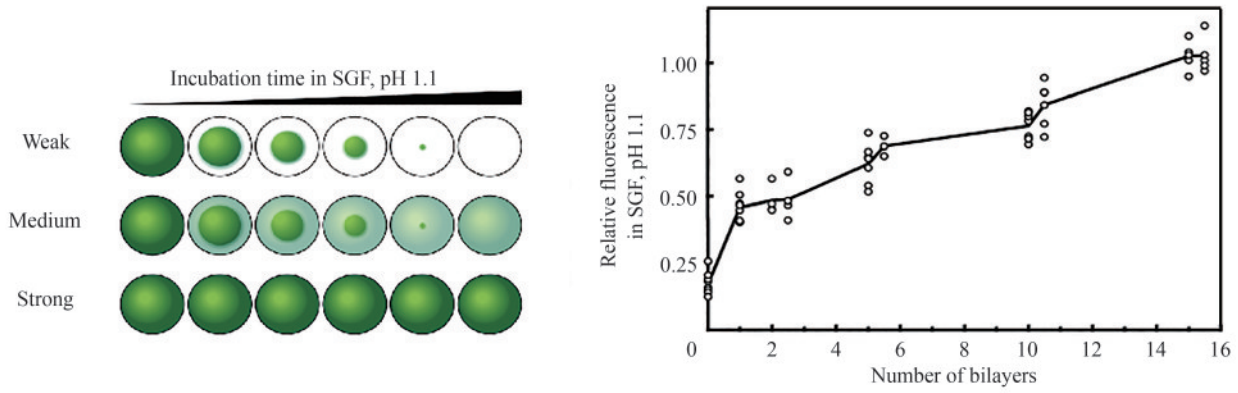 Incubation time in SGF, pH 1.1
Weak
Medium
Strong
Relative fluorescence
in SGF, pH 1.1
1.00
0.75
0.50
0.25
0 2 4 6 8 10 12 14 16
Number of bilayers